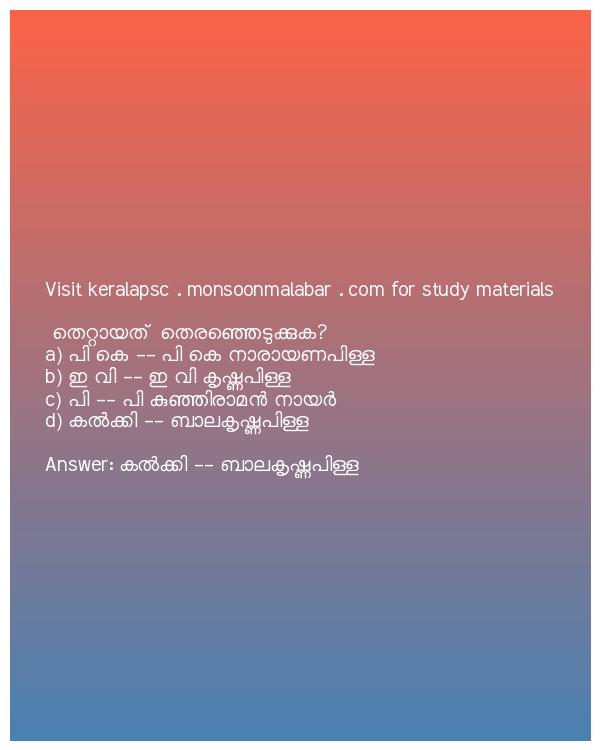 Visit keralapsc . monsoonmalabar . com for study materials
തെറ്റായത് തെരഞ്ഞെടുക്കുക?
a) പി കെ -- പി കെ നാരായണപിള്ള
b) ഇ വി -- ഇ വി കൃഷ്ണപിള്ള
c) പി -- പി കുഞ്ഞിരാമൻ നായർ
d) കൽക്കി -- ബാലകൃഷ്ണപിള്ള
Answer: കൽക്കി -- ബാലകൃഷ്ണപിള്ള